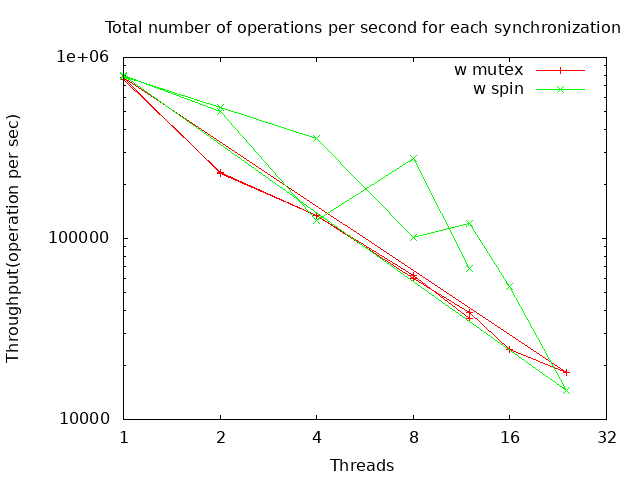 Total number of operations per second for each synchronization
1e+06
w mutex
w spin
Throughput(operation per sec)
100000
10000
1 2 4 8 16 32
Threads